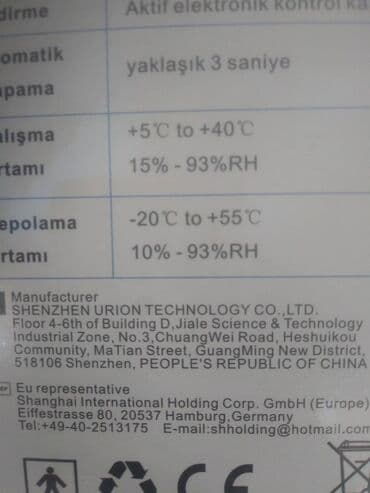 dirme Aktif elektronik kontrol
omatik
apama
yaklaşık 3 saniye
alışma
rtamı
+5℃ to +40℃
15% - 93%RH
epolama
rtamı
-20℃ to +55℃
10% - 93%RH
Manufacturer
SHENZHEN URION TECHNOLOGY CO.,LTD.
Floor 4-6th of Building D,Jiale Science & Technology
Industrial Zone, No.3,ChuangWei Road, Heshuikou
Community, MaTian Street, GuangMing New District,
518106 Shenzhen, PEOPLE'S REPUBLIC OF CHINA
REP Eu representative
Shanghai International Holding Corp. GmbH (Europe)
Eiffestrasse 80, 20537 Hamburg,Germany
Tel:+49-40-2513175 E-mail:shholding@hotmail.com
CE